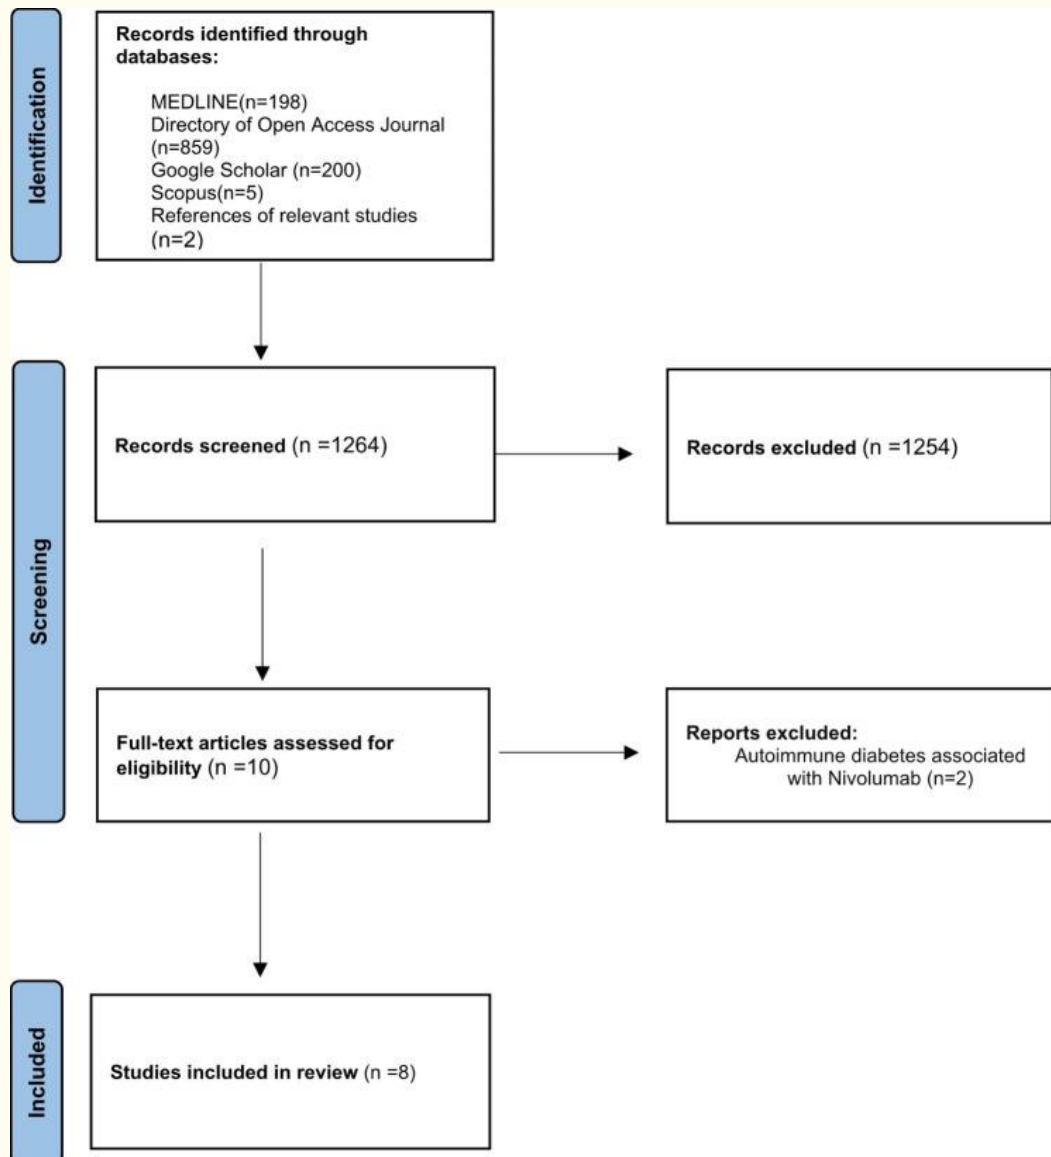 Identification
Records identified through
databases:
MEDLINE(n=198)
Directory of Open Access Journal
(n=859)
Google Scholar (n=200)
Scopus(n=5)
References of relevant studies
(n=2)
Screening
Records screened (n =1264)
Records excluded (n =1254)
Full-text articles assessed for
eligibility (n =10)
Reports excluded:
Autoimmune diabetes associated
with Nivolumab (n=2)
Included
Studies included in review (n =8)